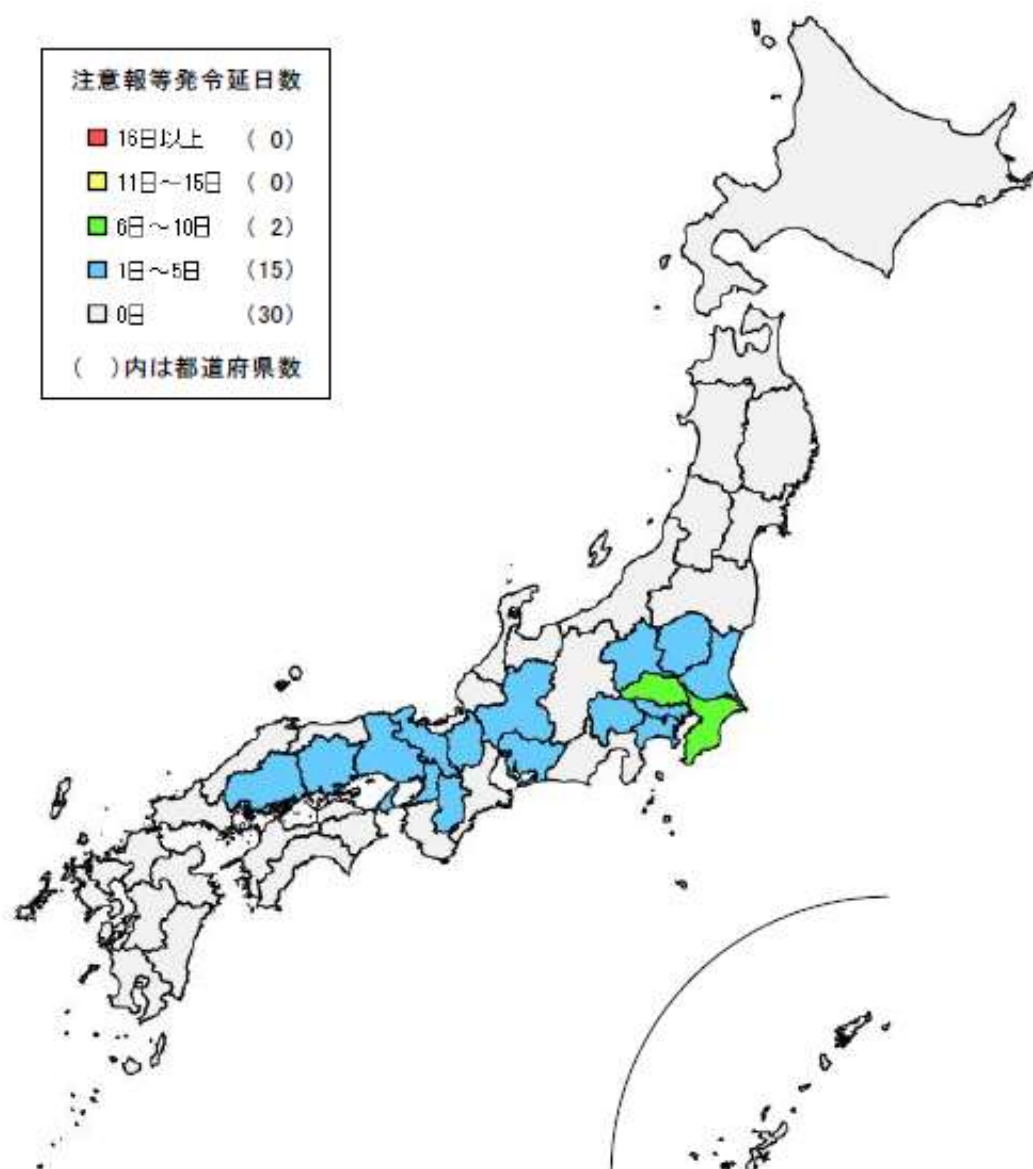 注意報等発令延日数
16日以上 ( 0)
11日～15日 ( 0)
6日～10日 ( 2)
1日～5日 (15)
0日 (30)
( )内は都道府県数